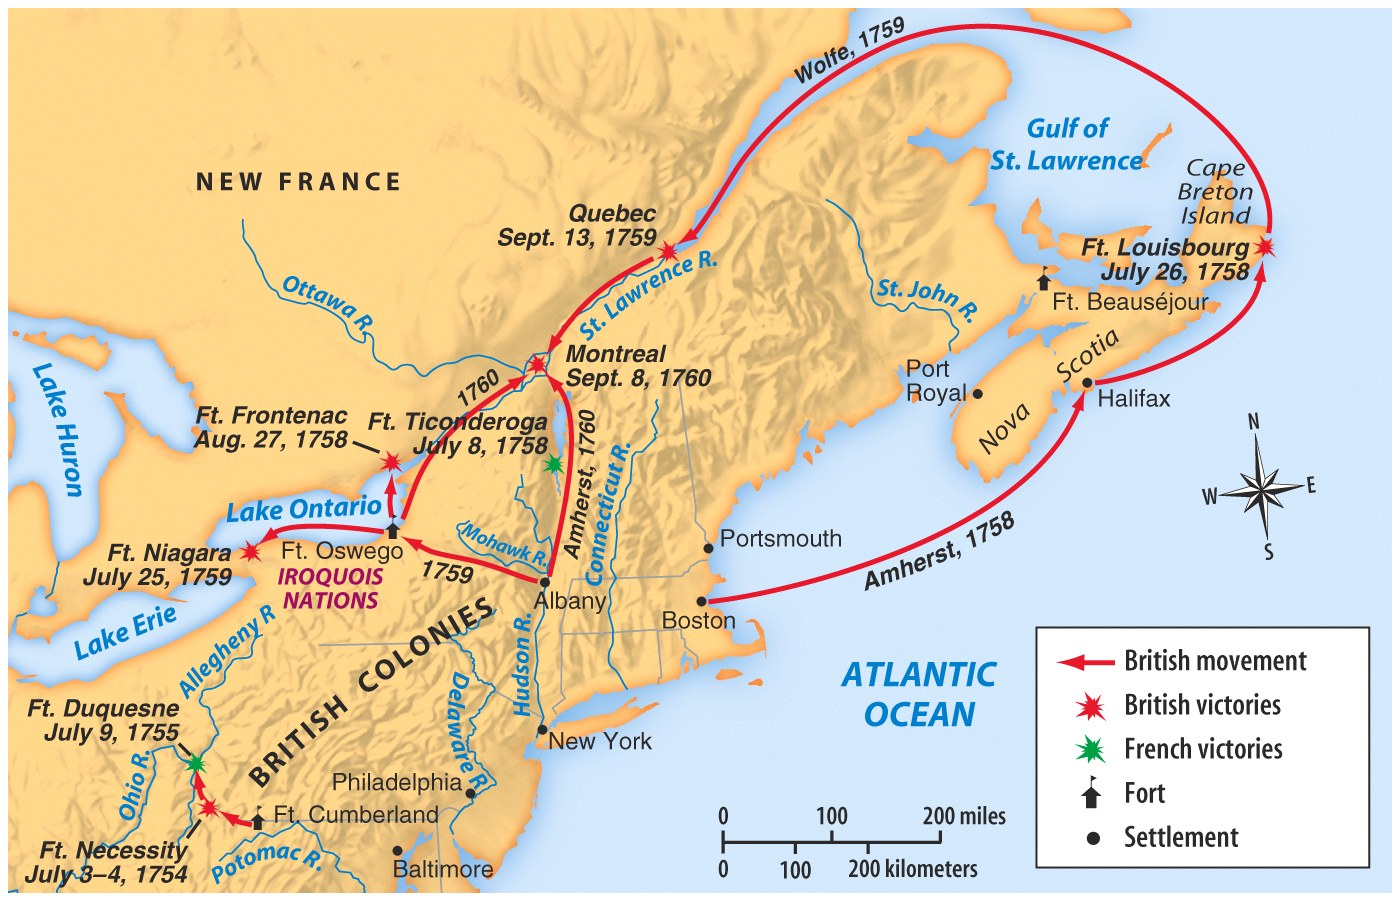 Wolfe, 1759
Gulf of
St. Lawrence
Cape
Breton
Island
NEW FRANCE
Quebec
Sept. 13, 1759
Ft. Louisbourg
July 26, 1758
St. Lawrence R.
Ottawa R.
St. John R.
Ft. Beauséjour
Montreal
Sept. 8, 1760
Scotia
Port
Royal
Halifax
Nova
Lake Huron
1760
Ft. Frontenac
Aug. 27, 1758
Ft. Ticonderoga
July 8, 1758
Amherst, 1760
Connecticut R.
N
W
E
S
Lake Ontario
Mohawk R.
Portsmouth
Amherst, 1758
Ft. Niagara
July 25, 1759
Ft. Oswego
IROQUOIS
NATIONS
1759
Albany
Boston
Lake Erie
Allegheny R
BRITISH COLONIES
Hudson R.
Delaware R.
ATLANTIC
OCEAN
Ft. Duquesne
July 9, 1755
New York
Ohio R.
Philadelphia
Ft. Cumberland
Ft. Necessity
July 3–4, 1754
Potomac R.
Baltimore
0 100 200 miles
0 100 200 kilometers
British movement
British victories
French victories
Fort
Settlement